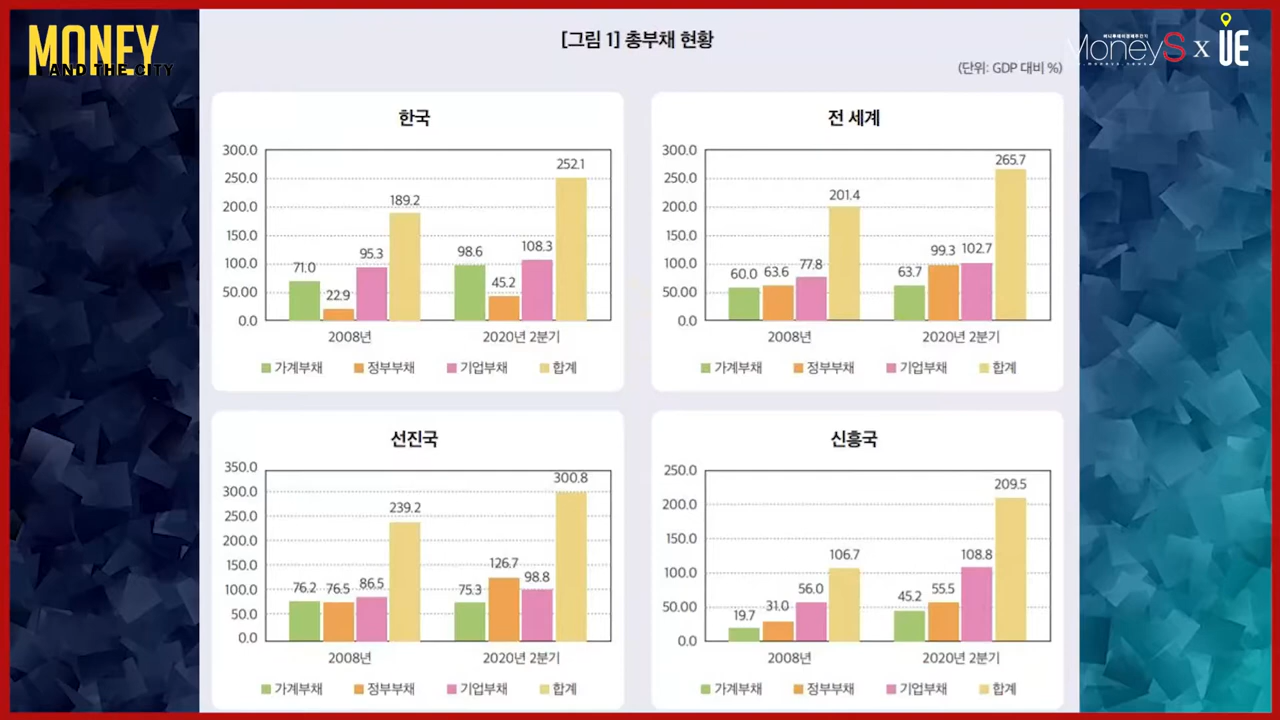 MONEY
AND THE CITY
[그림 1] 총부채 현황
MoneyS x UE
(단위: GDP 대비 %)
한국
300.0
250.0
200.0
150.0
100.0
50.00
0.0
71.0
22.9
95.3
189.2
98.6
45.2
108.3
252.1
2008년
2020년 2분기
가계부채 정부부채 기업부채 합계
전 세계
300.0
250.0
200.0
150.0
100.0
50.00
0.0
60.0
63.6
77.8
201.4
63.7
99.3
102.7
265.7
2008년
2020년 2분기
가계부채 정부부채 기업부채 합계
선진국
350.0
300.0
250.0
200.0
150.0
100.0
50.0
0.0
76.2
76.5
86.5
239.2
75.3
126.7
98.8
300.8
2008년
2020년 2분기
가계부채 정부부채 기업부채 합계
신흥국
250.0
200.0
150.0
100.0
50.00
0.0
19.7
31.0
56.0
106.7
45.2
55.5
108.8
209.5
2008년
2020년 2분기
가계부채 정부부채 기업부채 합계